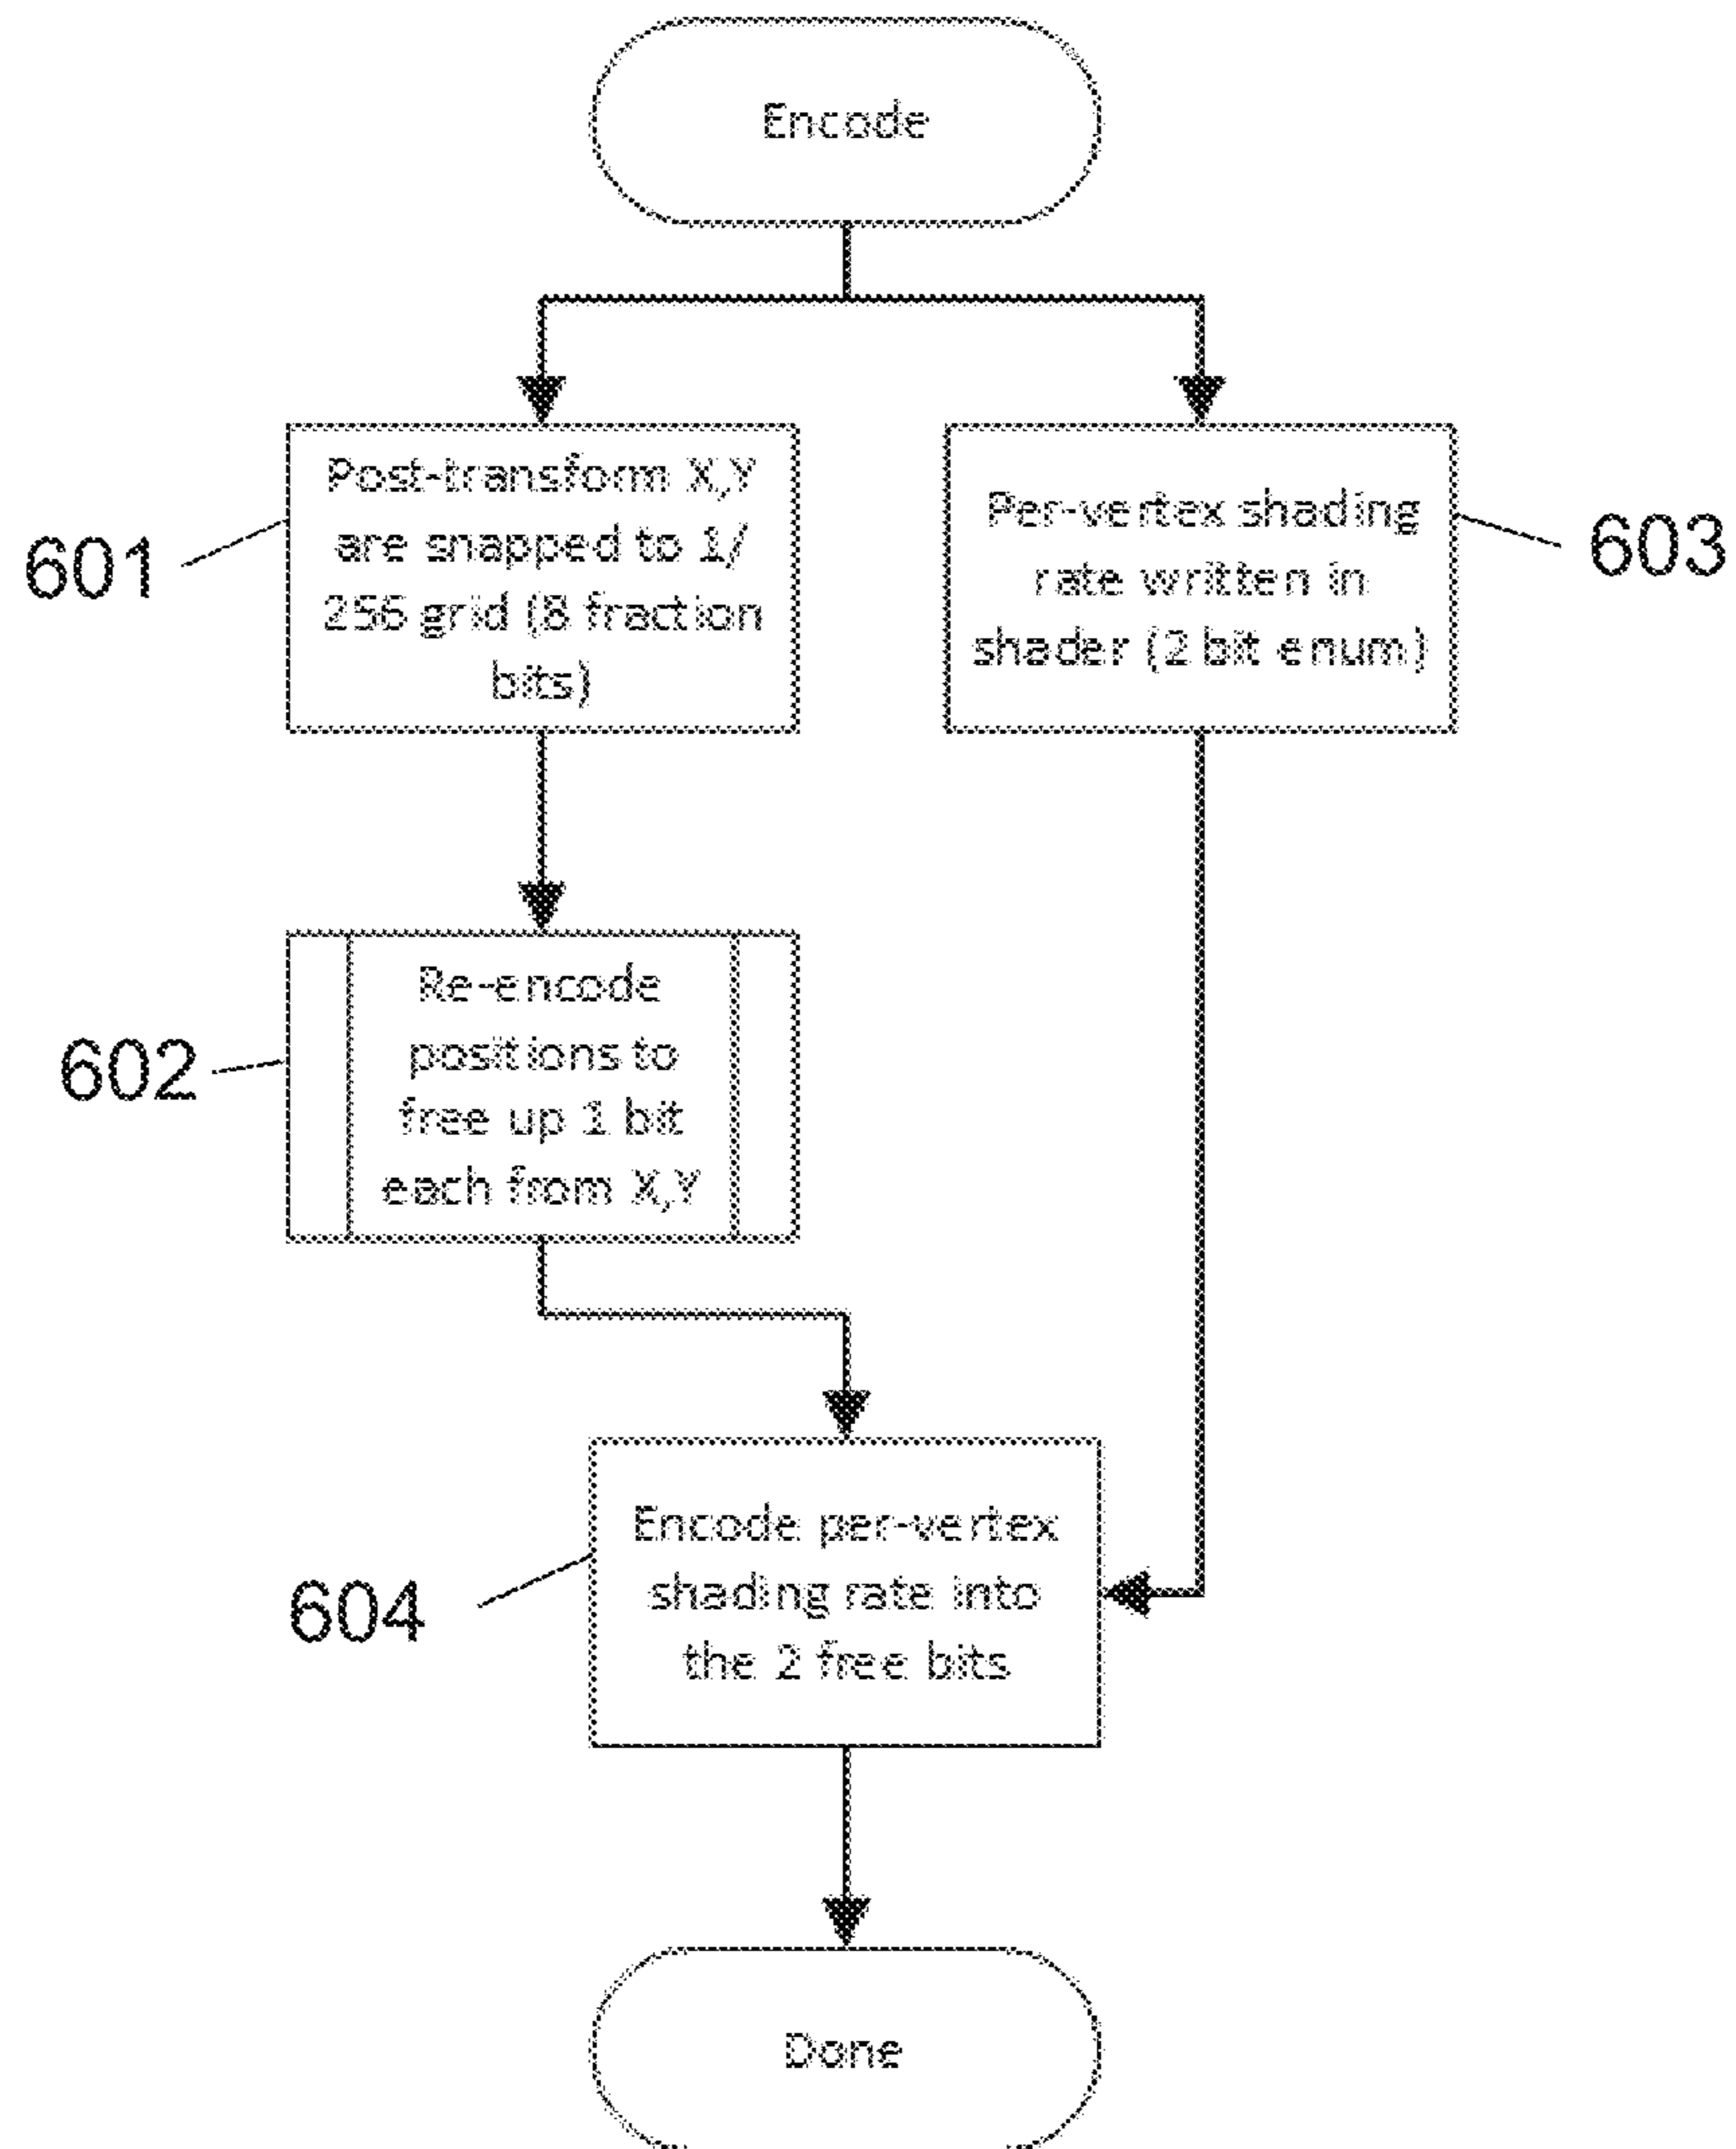 Encode
Post-transform X,Y
are snapped to 1/
256 grid (8 fraction
bits)
601
Per-vertex shading
rate written in
shader (2 bit enum)
603
Re-encode
positions to
free up 1 bit
each from X,Y
602
Encode per-vertex
shading rate into
the 2 free bits
604
Done